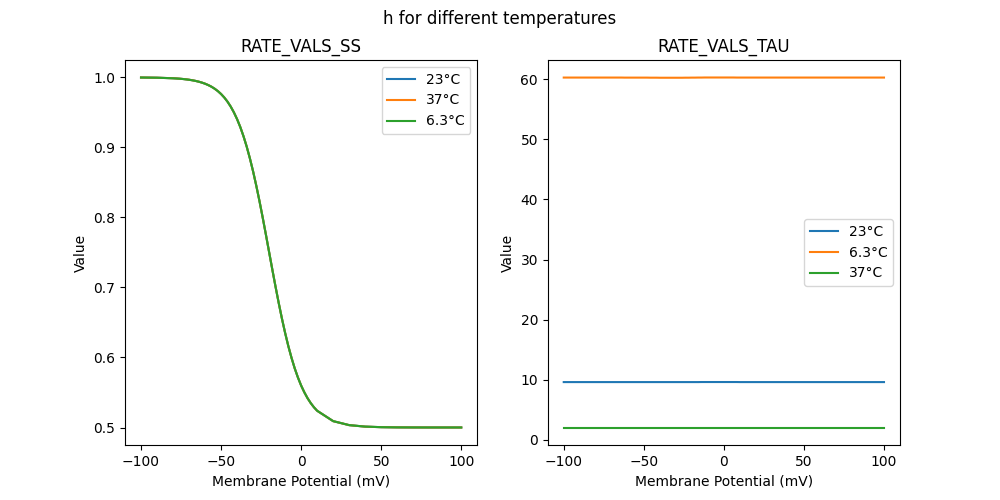 h for different temperatures
RATE_VALS_SS
1.0
0.9
0.8
0.7
0.6
0.5
Value
−100
−50
0
50
100
Membrane Potential (mV)
23°C
37°C
6.3°C
RATE_VALS_TAU
60
50
40
30
20
10
0
Value
−100
−50
0
50
100
Membrane Potential (mV)
23°C
6.3°C
37°C